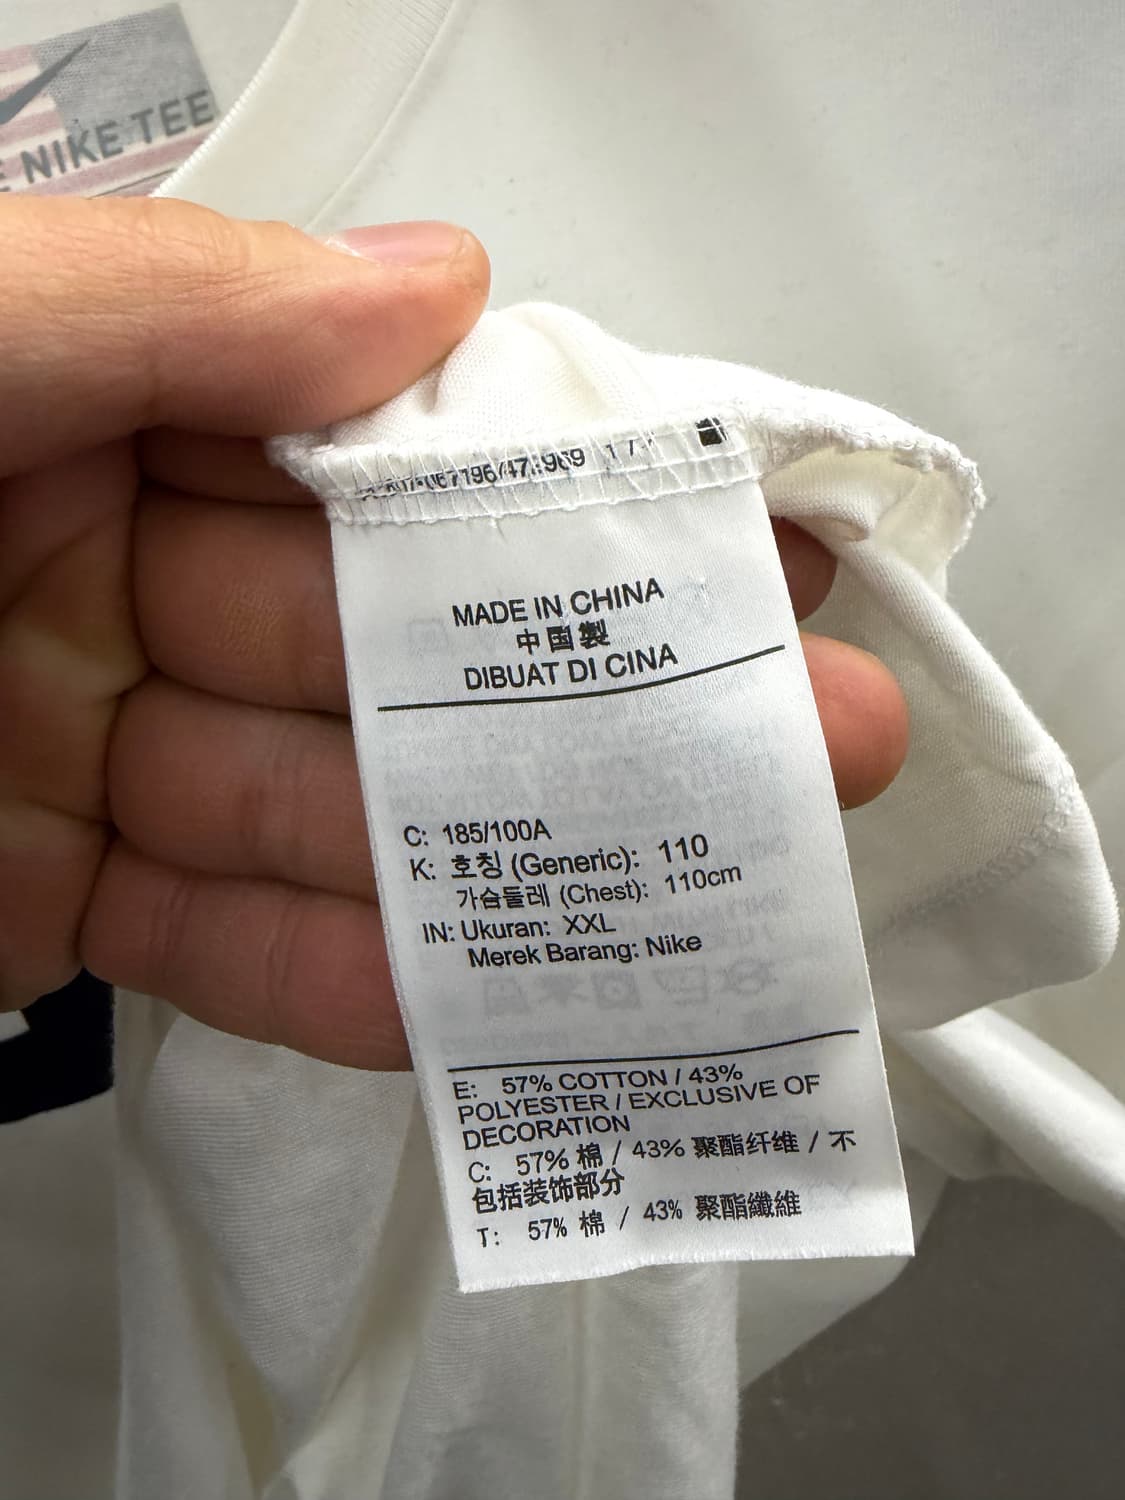 NIKE TEE
MADE IN CHINA
中国製
DIBUAT DI CINA
C: 185/100A
K: 호칭 (Generic): 110
가슴둘레 (Chest): 110cm
IN: Ukuran: XXL
Merek Barang: Nike
E: 57% COTTON / 43%
POLYESTER / EXCLUSIVE OF
DECORATION
C: 57% 棉 / 43% 聚酯纤维 / 不
包括装饰部分
T: 57% 棉 / 43% 聚酯纖維